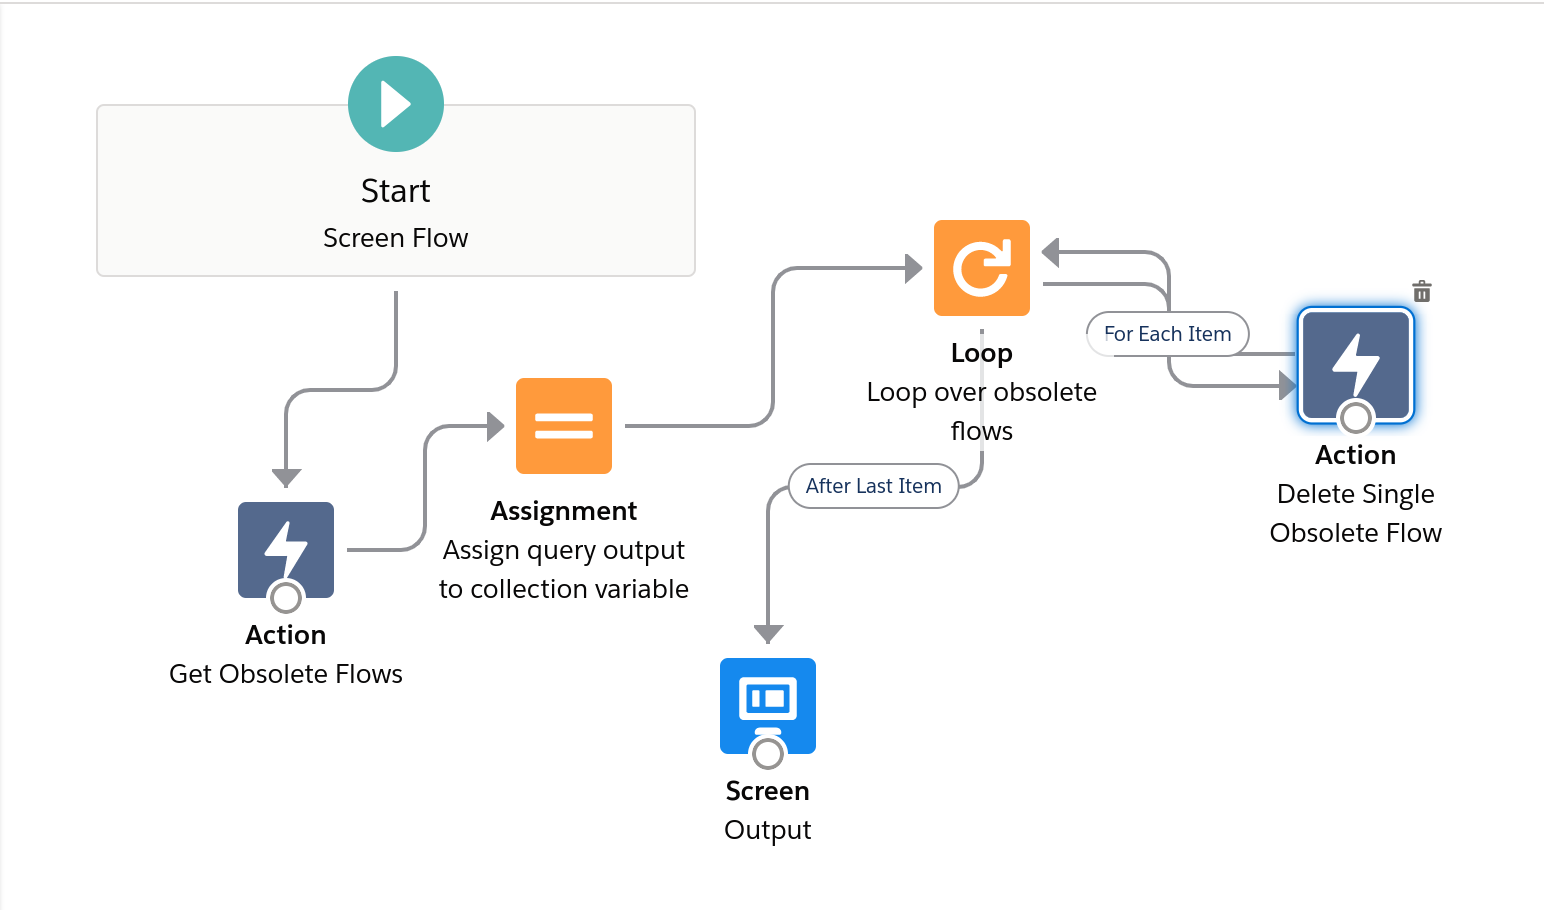 Start
Screen Flow
Action
Get Obsolete Flows
Assignment
Assign query output
to collection variable
Loop
Loop over obsolete
flows
For Each Item
After Last Item
Action
Delete Single
Obsolete Flow
Screen
Output